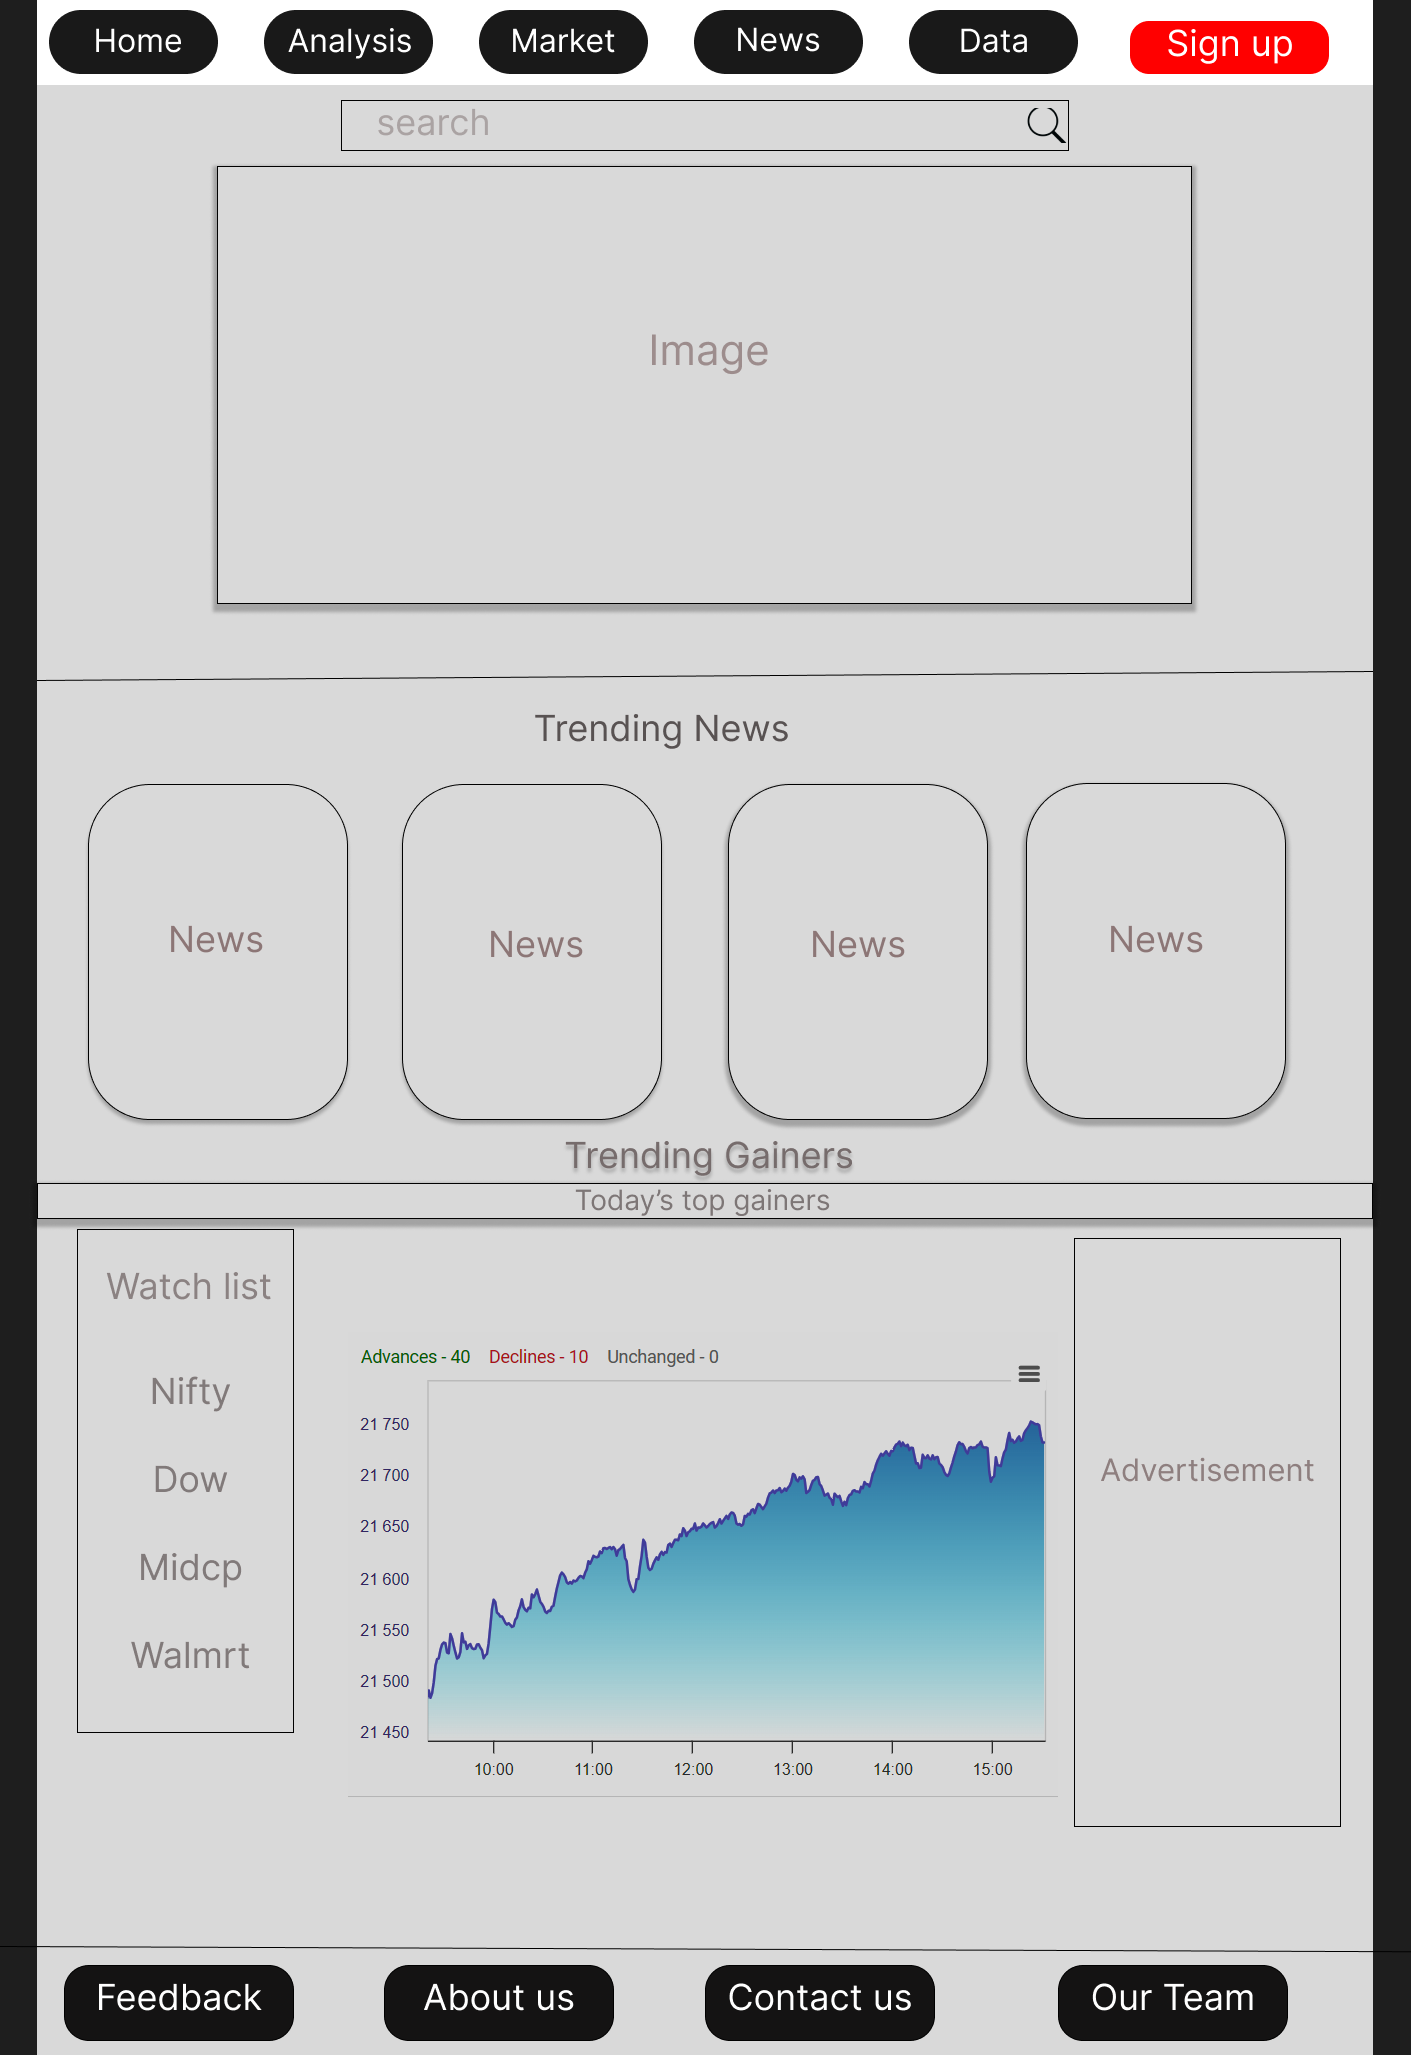 Home Analysis Market News Data Sign up
search
Image
Trending News
News News News News
Trending Gainers
Today’s top gainers
Watch list
Nifty
Dow
Midcp
Walmrt
Advances - 40 Declines - 10 Unchanged - 0
21 750
21 700
21 650
21 600
21 550
21 500
21 450
10:00 11:00 12:00 13:00 14:00 15:00
Advertisement
Feedback About us Contact us Our Team